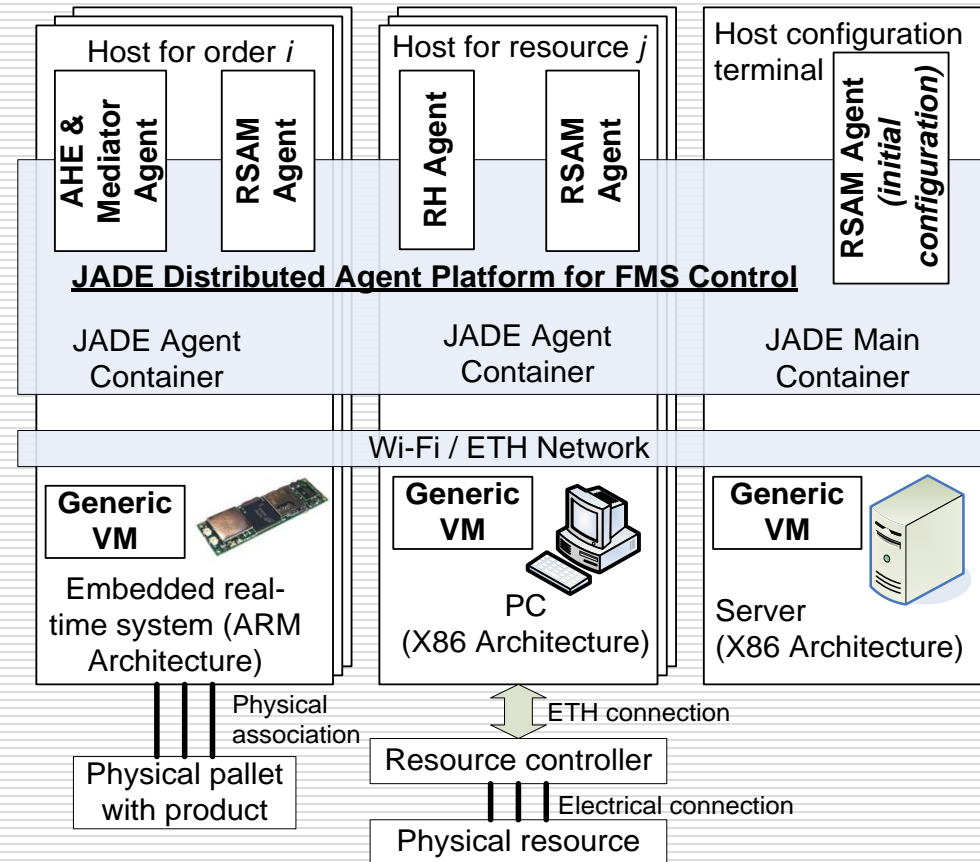 Host for order i
AHE &
Mediator
Agent
RSAM
Agent
Host for resource j
RH Agent
RSAM
Agent
Host configuration
terminal
RSAM Agent
(initial
configuration)
JADE Distributed Agent Platform for FMS Control
JADE Agent
Container
JADE Agent
Container
JADE Main
Container
Wi-Fi / ETH Network
Generic
VM
Embedded real-
time system (ARM
Architecture)
Generic
VM
PC
(X86 Architecture)
Generic
VM
Server
(X86 Architecture)
Physical
association
Physical pallet
with product
ETH connection
Resource controller
Electrical connection
Physical resource